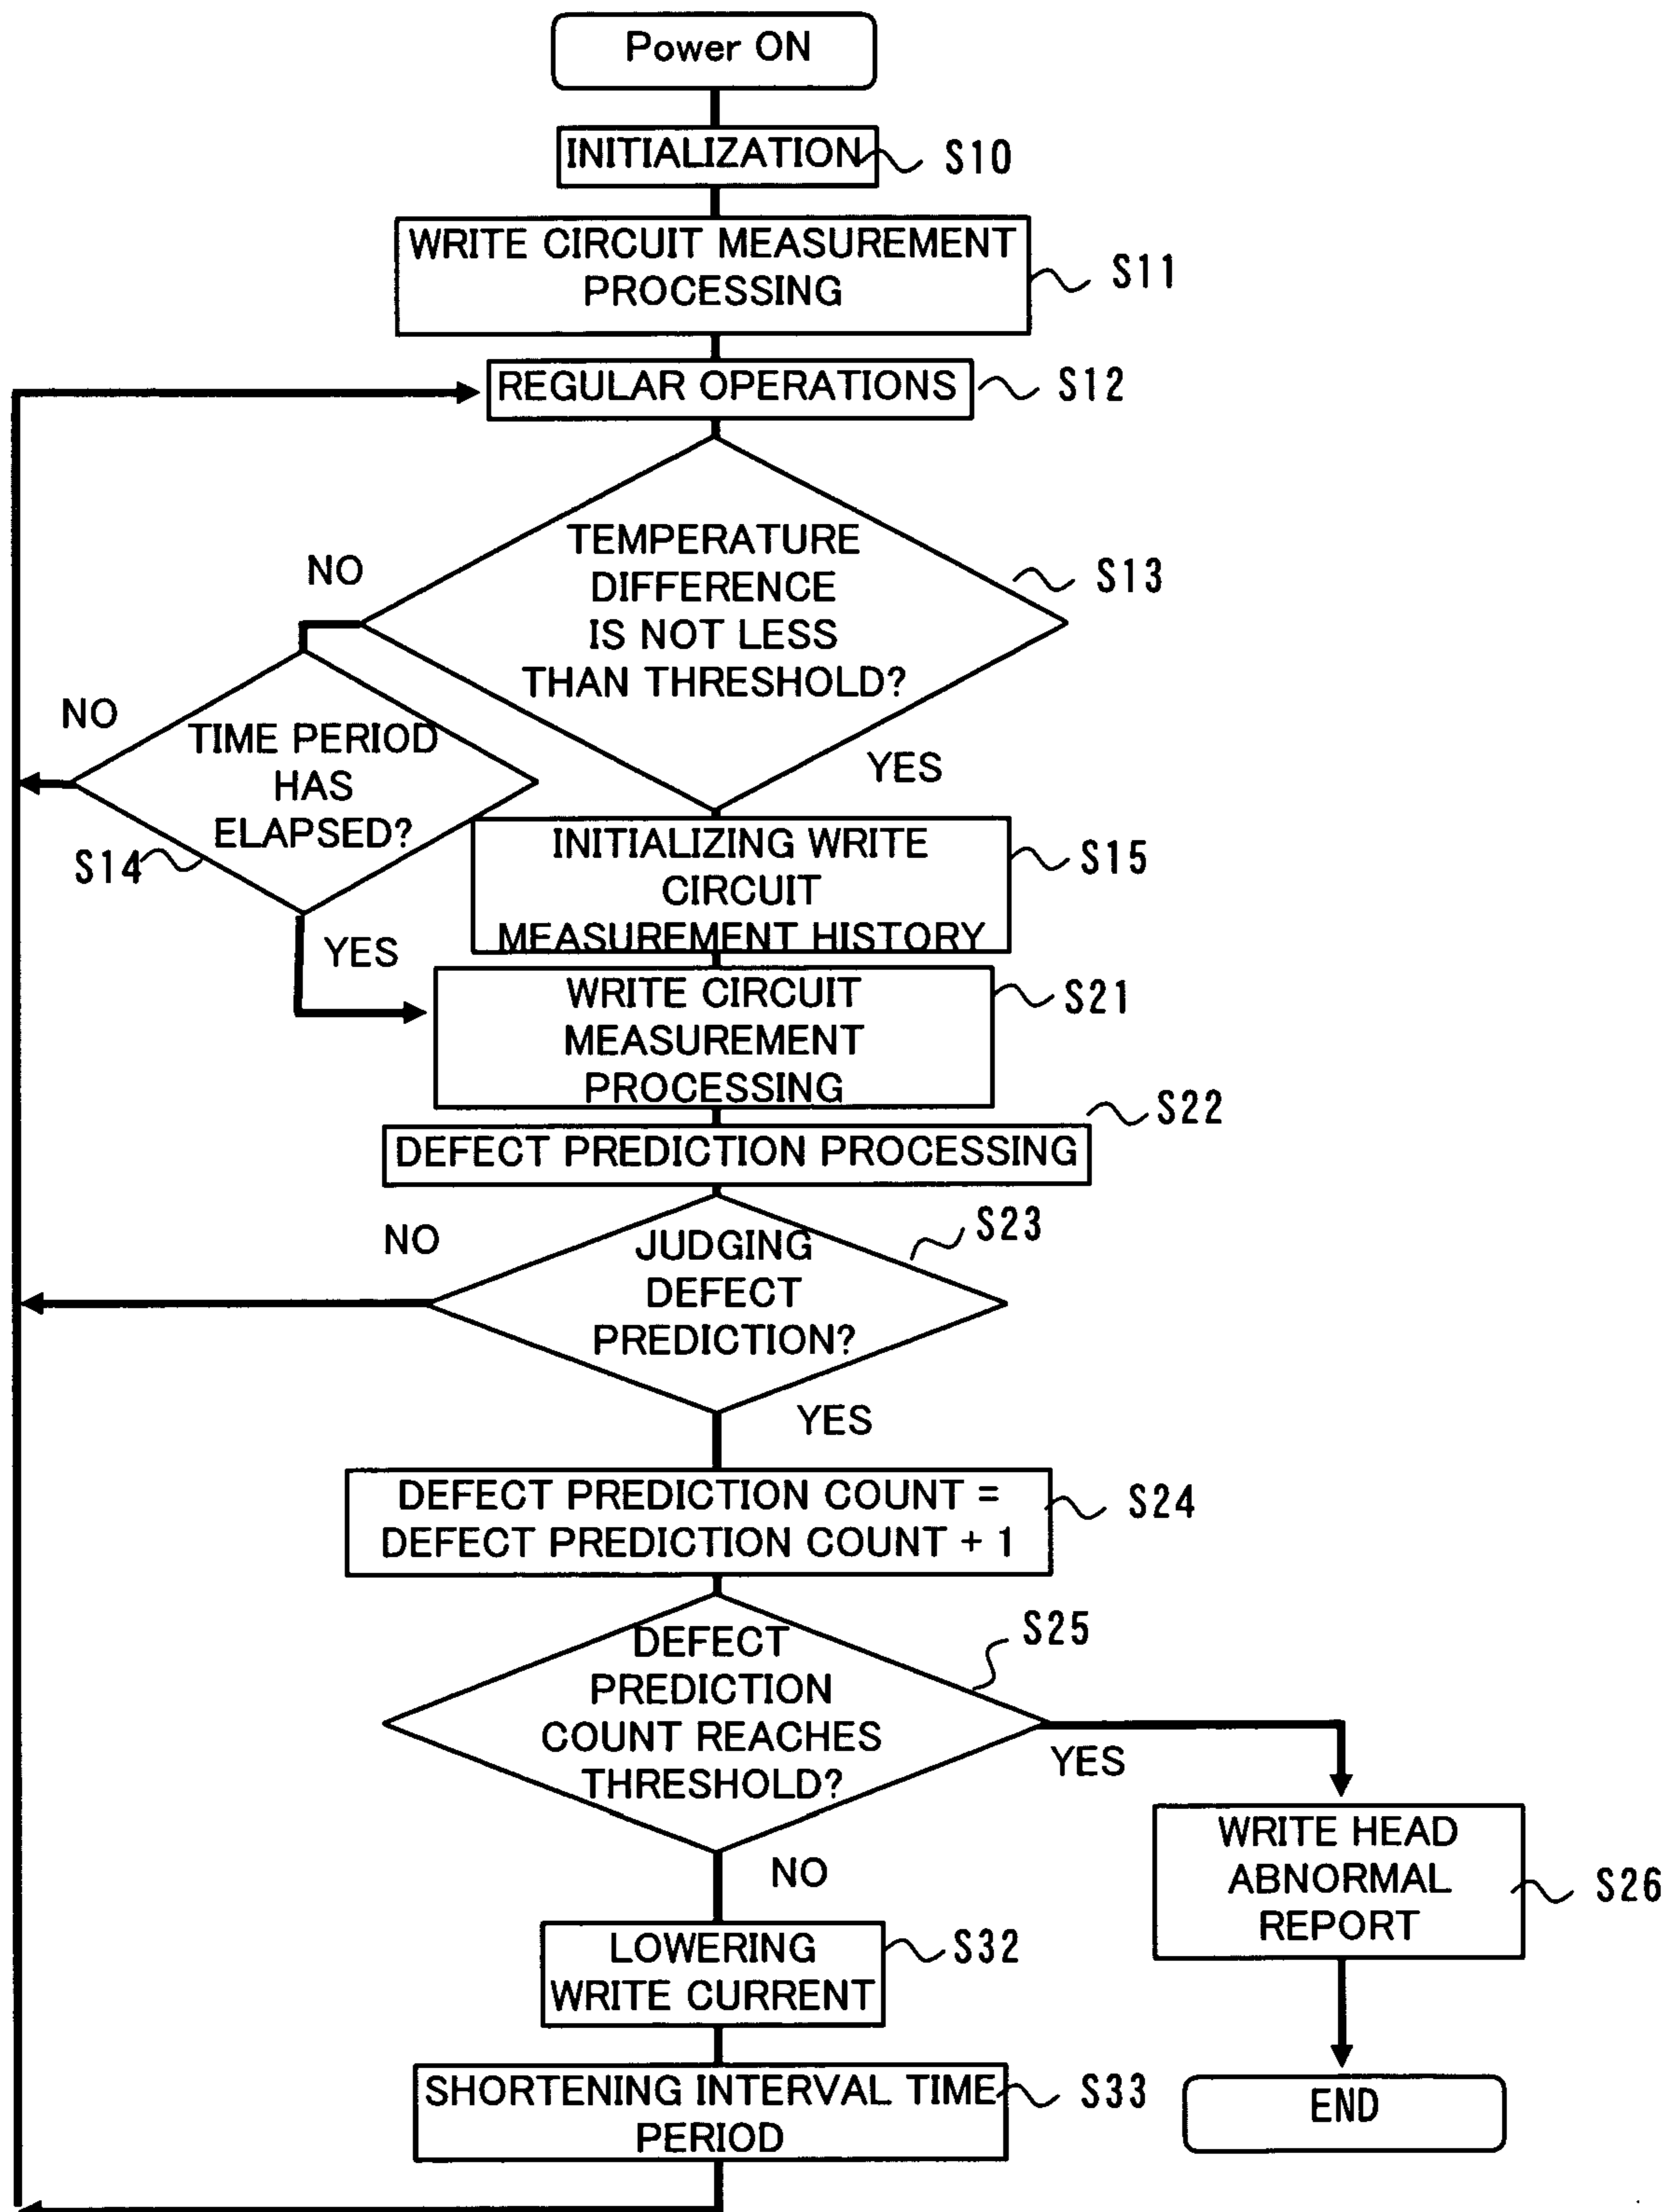 Power ON
INITIALIZATION
S10
WRITE CIRCUIT MEASUREMENT
PROCESSING
S11
REGULAR OPERATIONS
S12
TEMPERATURE
DIFFERENCE
IS NOT LESS
THAN THRESHOLD?
S13
NO
YES
NO
TIME PERIOD
HAS
ELAPSED?
S14
YES
INITIALIZING WRITE
CIRCUIT
MEASUREMENT HISTORY
S15
WRITE CIRCUIT
MEASUREMENT
PROCESSING
S21
DEFECT PREDICTION PROCESSING
S22
JUDGING
DEFECT
PREDICTION?
S23
NO
YES
DEFECT PREDICTION COUNT =
DEFECT PREDICTION COUNT + 1
S24
DEFECT
PREDICTION
COUNT REACHES
THRESHOLD?
S25
YES
NO
WRITE HEAD
ABNORMAL
REPORT
S26
LOWERING
WRITE CURRENT
S32
SHORTENING INTERVAL TIME
PERIOD
S33
END